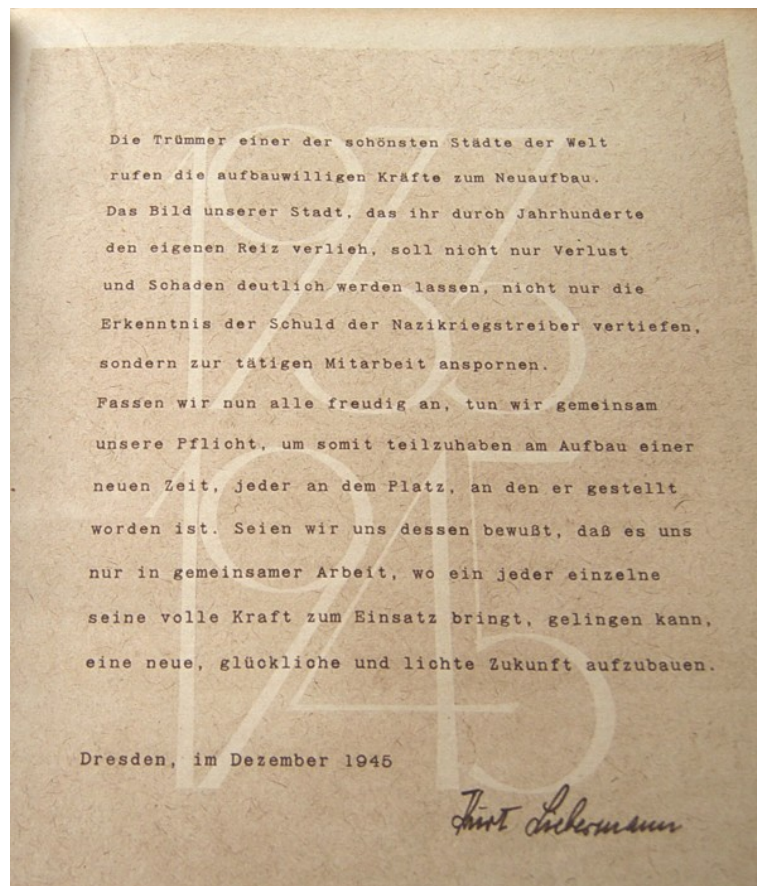 Die Trümmer einer der schönsten Städte der Welt
rufen die aufbauwilligen Kräfte zum Neuaufbau.
Das Bild unserer Stadt, das ihr durch Jahrhunderte
den eigenen Reiz verlieh, soll nicht nur Verlust
und Schaden deutlich werden lassen, nicht nur die
Erkenntnis der Schuld der Nazikriegstreiber vertiefen,
sondern zur tätigen Mitarbeit anspornen.
Fassen wir nun alle freudig an, tun wir gemeinsam
unsere Pflicht, um somit teilzuhaben am Aufbau einer
neuen Zeit, jeder an dem Platz, an den er gestellt
worden ist. Seien wir uns dessen bewußt, daß es uns
nur in gemeinsamer Arbeit, wo ein jeder einzelne
seine volle Kraft zum Einsatz bringt, gelingen kann,
eine neue, glückliche und lichte Zukunft aufzubauen.
Dresden, im Dezember 1945
Kurt Liebermann
1945